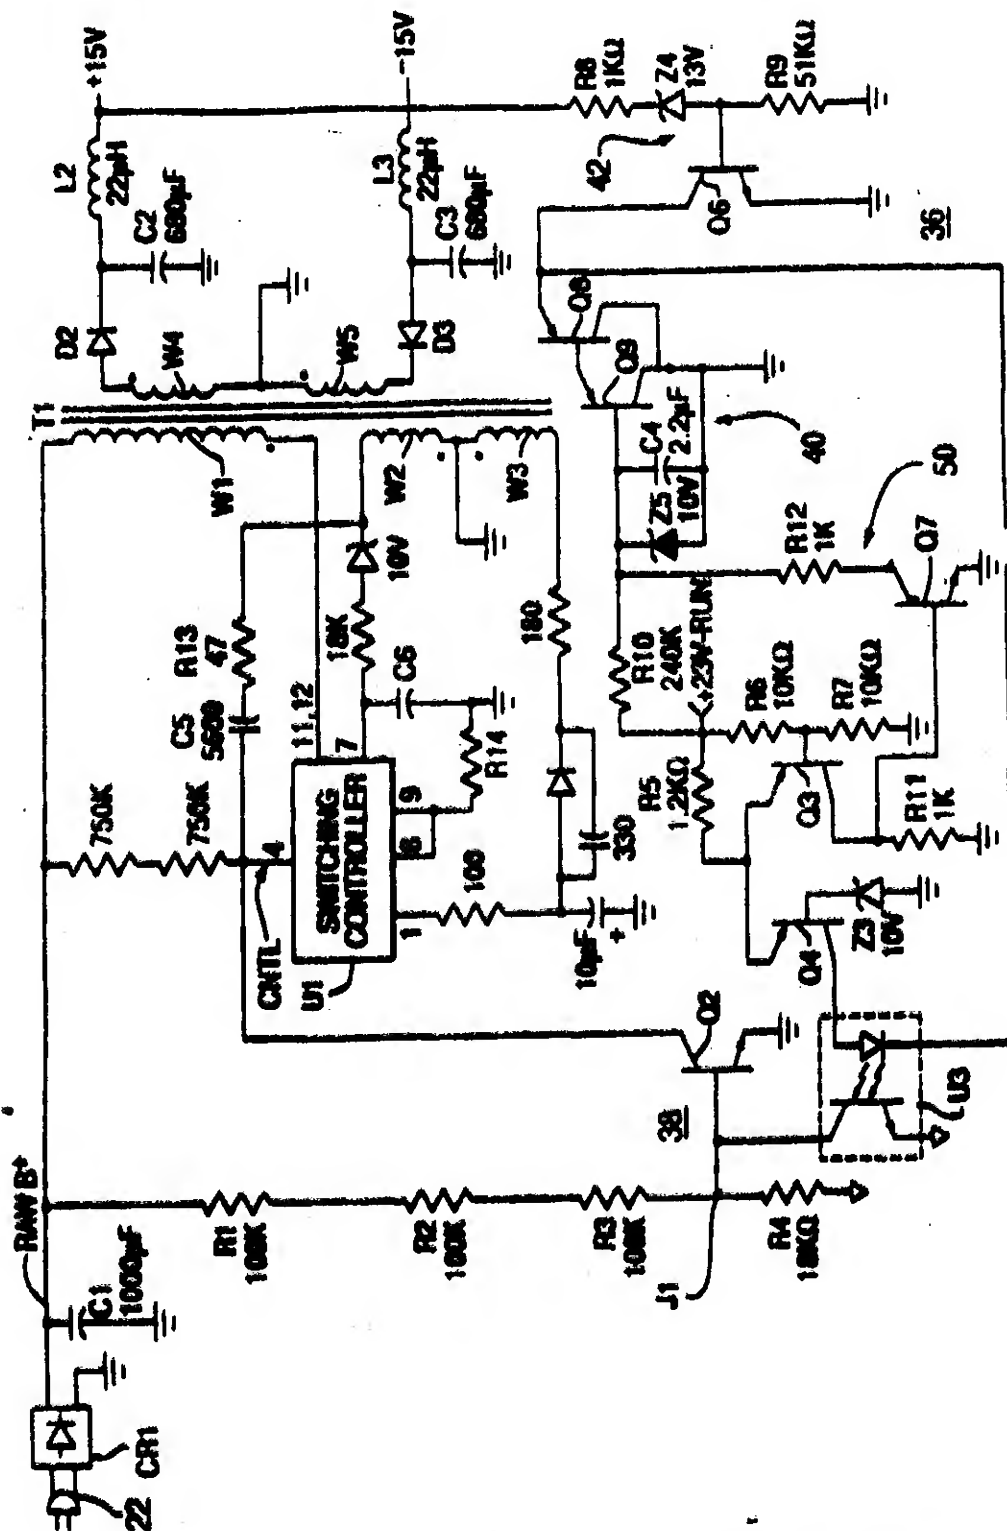 22
CR1
RAW B+
C1
1000µF
R1
100K
R2
100K
R3
100K
R4
18KΩ
J1
38
Q2
U3
750K
750K
CNTL
4
U1
SWITCHING
CONTROLLER
11,12
7
1
8
9
C5
5600
R13
47
18K
10V
C6
R14
100
10µF
+
330
180
T1
W1
W2
W3
W4
W5
D2
D3
C2
680µF
C3
680µF
L2
22µH
L3
22µH
+15V
-15V
R8
1KΩ
Z4
13V
R9
51KΩ
42
Q6
36
Q8
Q9
C4
2.2µF
Z5
10V
40
R12
1K
50
Q7
R10
240K
+23V-RUN
R5
1.2KΩ
R6
10KΩ
R7
10KΩ
Q3
R11
1K
Q4
Z3
10V